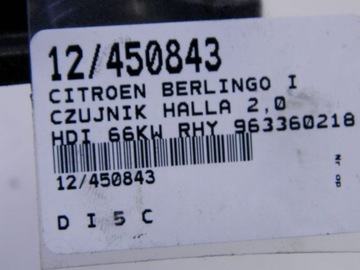 12/450843
CITROEN BERLINGO I
CZUJNIK HALLA 2,0
HDI 66KW RHY 963360218
12/450843
D I 5 C